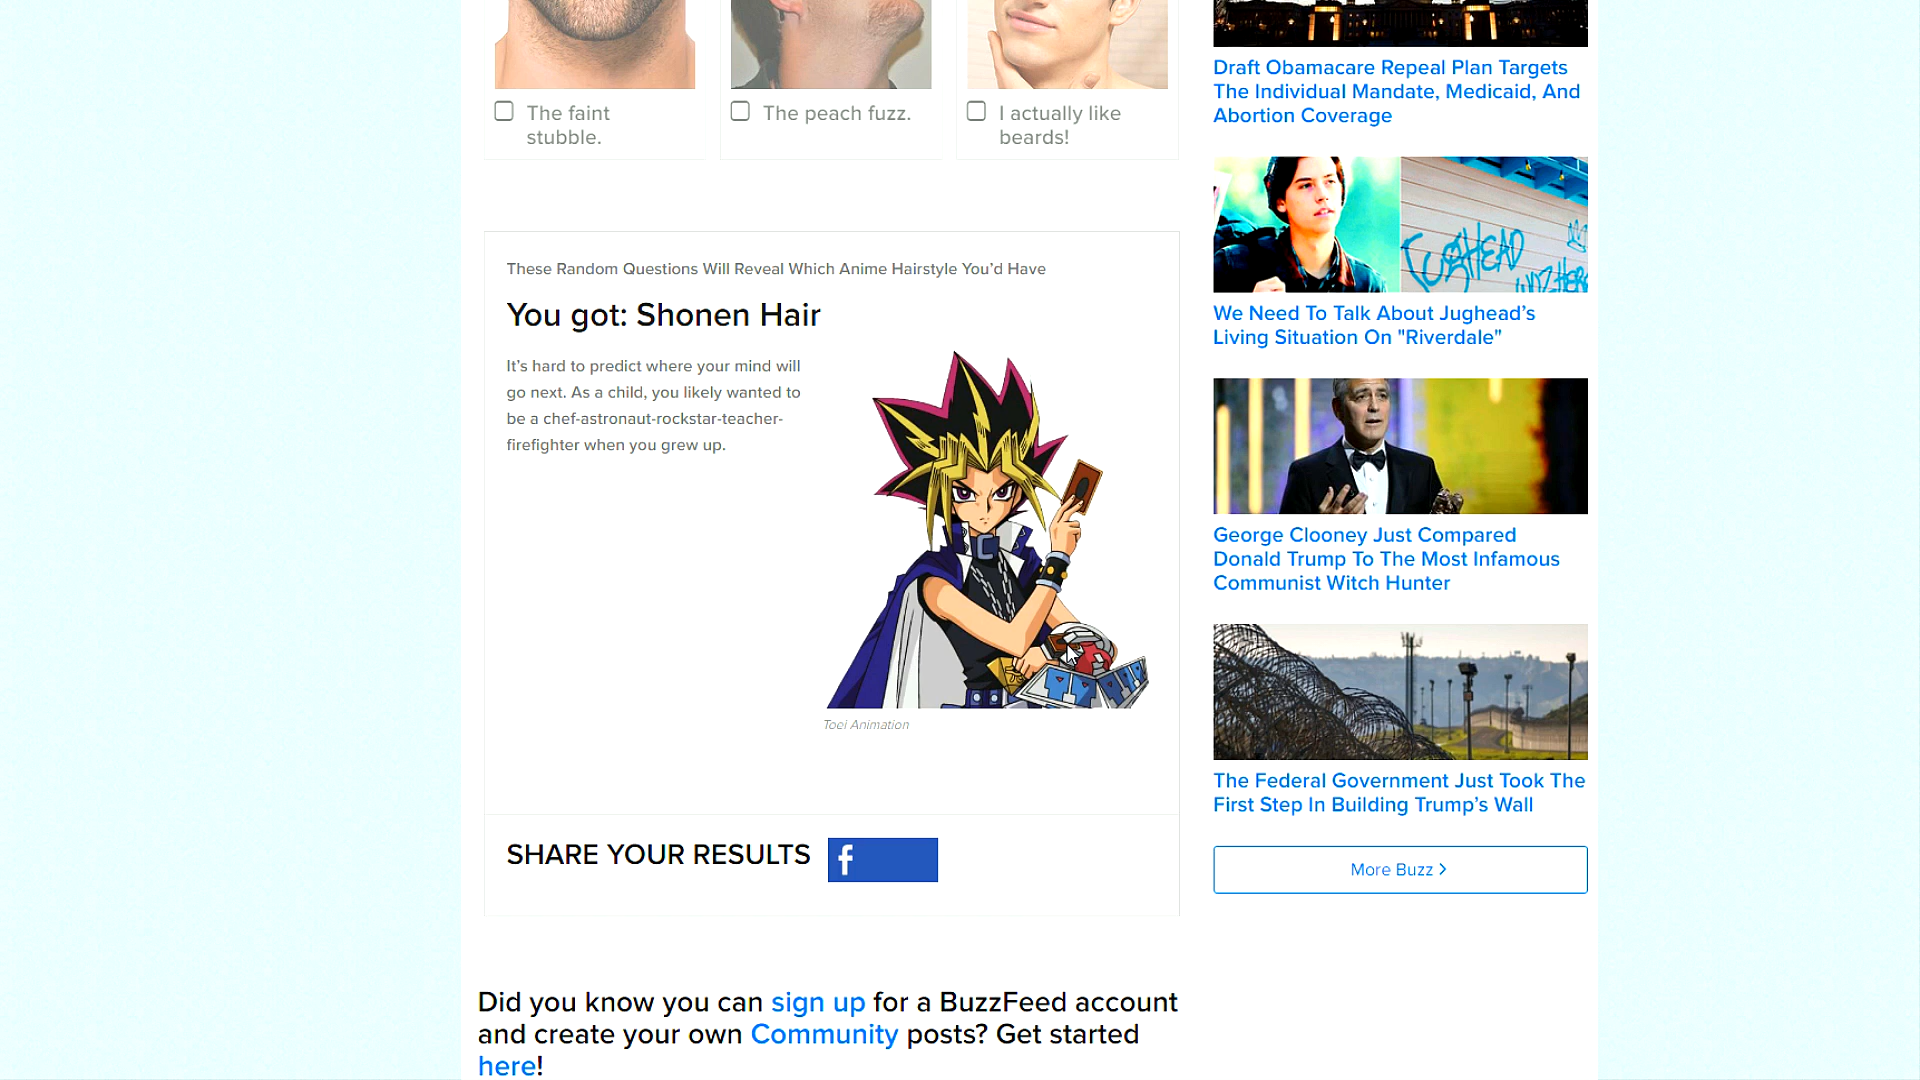 The faint
stubble.
The peach fuzz.
I actually like
beards!
These Random Questions Will Reveal Which Anime Hairstyle You’d Have
You got: Shonen Hair
It’s hard to predict where your mind will
go next. As a child, you likely wanted to
be a chef-astronaut-rockstar-teacher-
firefighter when you grew up.
Toei Animation
SHARE YOUR RESULTS
f
Did you know you can sign up for a BuzzFeed account
and create your own Community posts? Get started
here!
Draft Obamacare Repeal Plan Targets
The Individual Mandate, Medicaid, And
Abortion Coverage
JUGHEAD
WUZ HERE
We Need To Talk About Jughead’s
Living Situation On "Riverdale"
George Clooney Just Compared
Donald Trump To The Most Infamous
Communist Witch Hunter
The Federal Government Just Took The
First Step In Building Trump’s Wall
More Buzz >